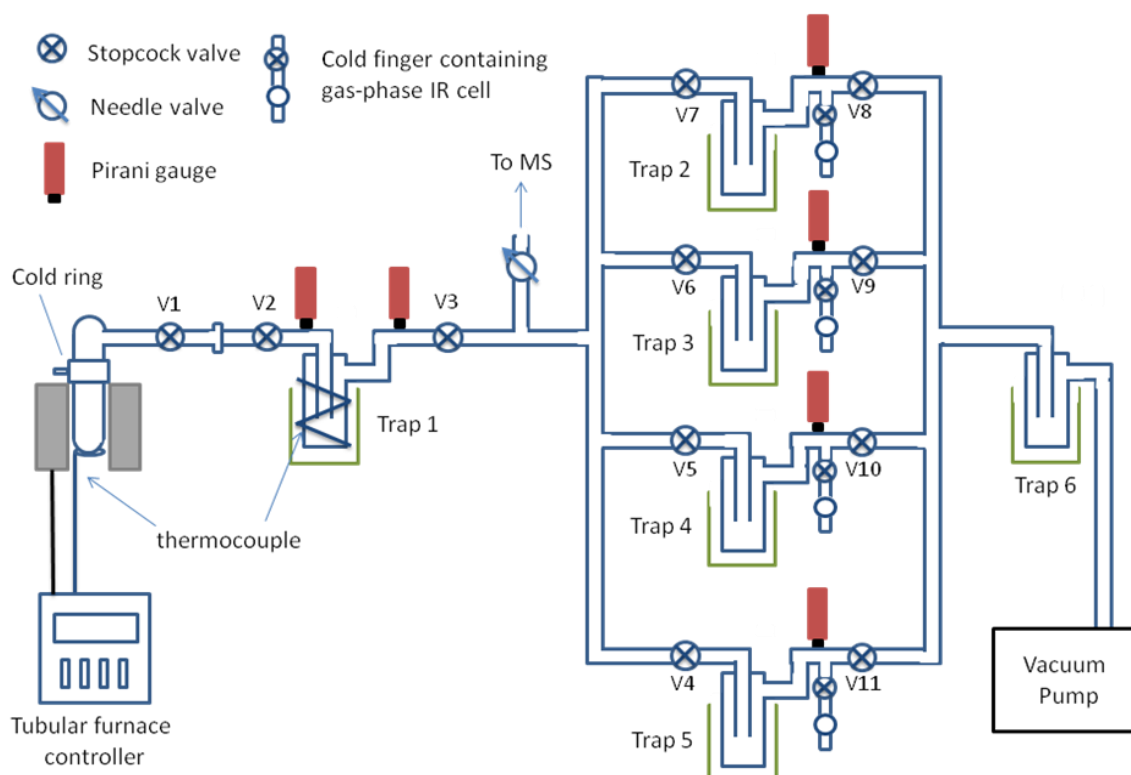 Stopcock valve
Needle valve
Pirani gauge
Cold finger containing
gas-phase IR cell
To MS
Cold ring
V1
V2
V3
Trap 1
thermocouple
Tubular furnace
controller
V7
V8
Trap 2
V6
V9
Trap 3
V5
V10
Trap 4
V4
V11
Trap 5
Trap 6
Vacuum
Pump